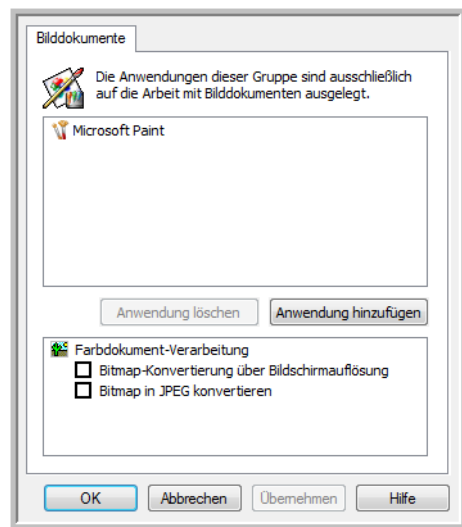 Bilddokumente
Die Anwendungen dieser Gruppe sind ausschließlich
auf die Arbeit mit Bilddokumenten ausgelegt.
Microsoft Paint
Anwendung löschen Anwendung hinzufügen
Farbdokument-Verarbeitung
Bitmap-Konvertierung über Bildschirmauflösung
Bitmap in JPEG konvertieren
OK Abbrechen Übernehmen Hilfe